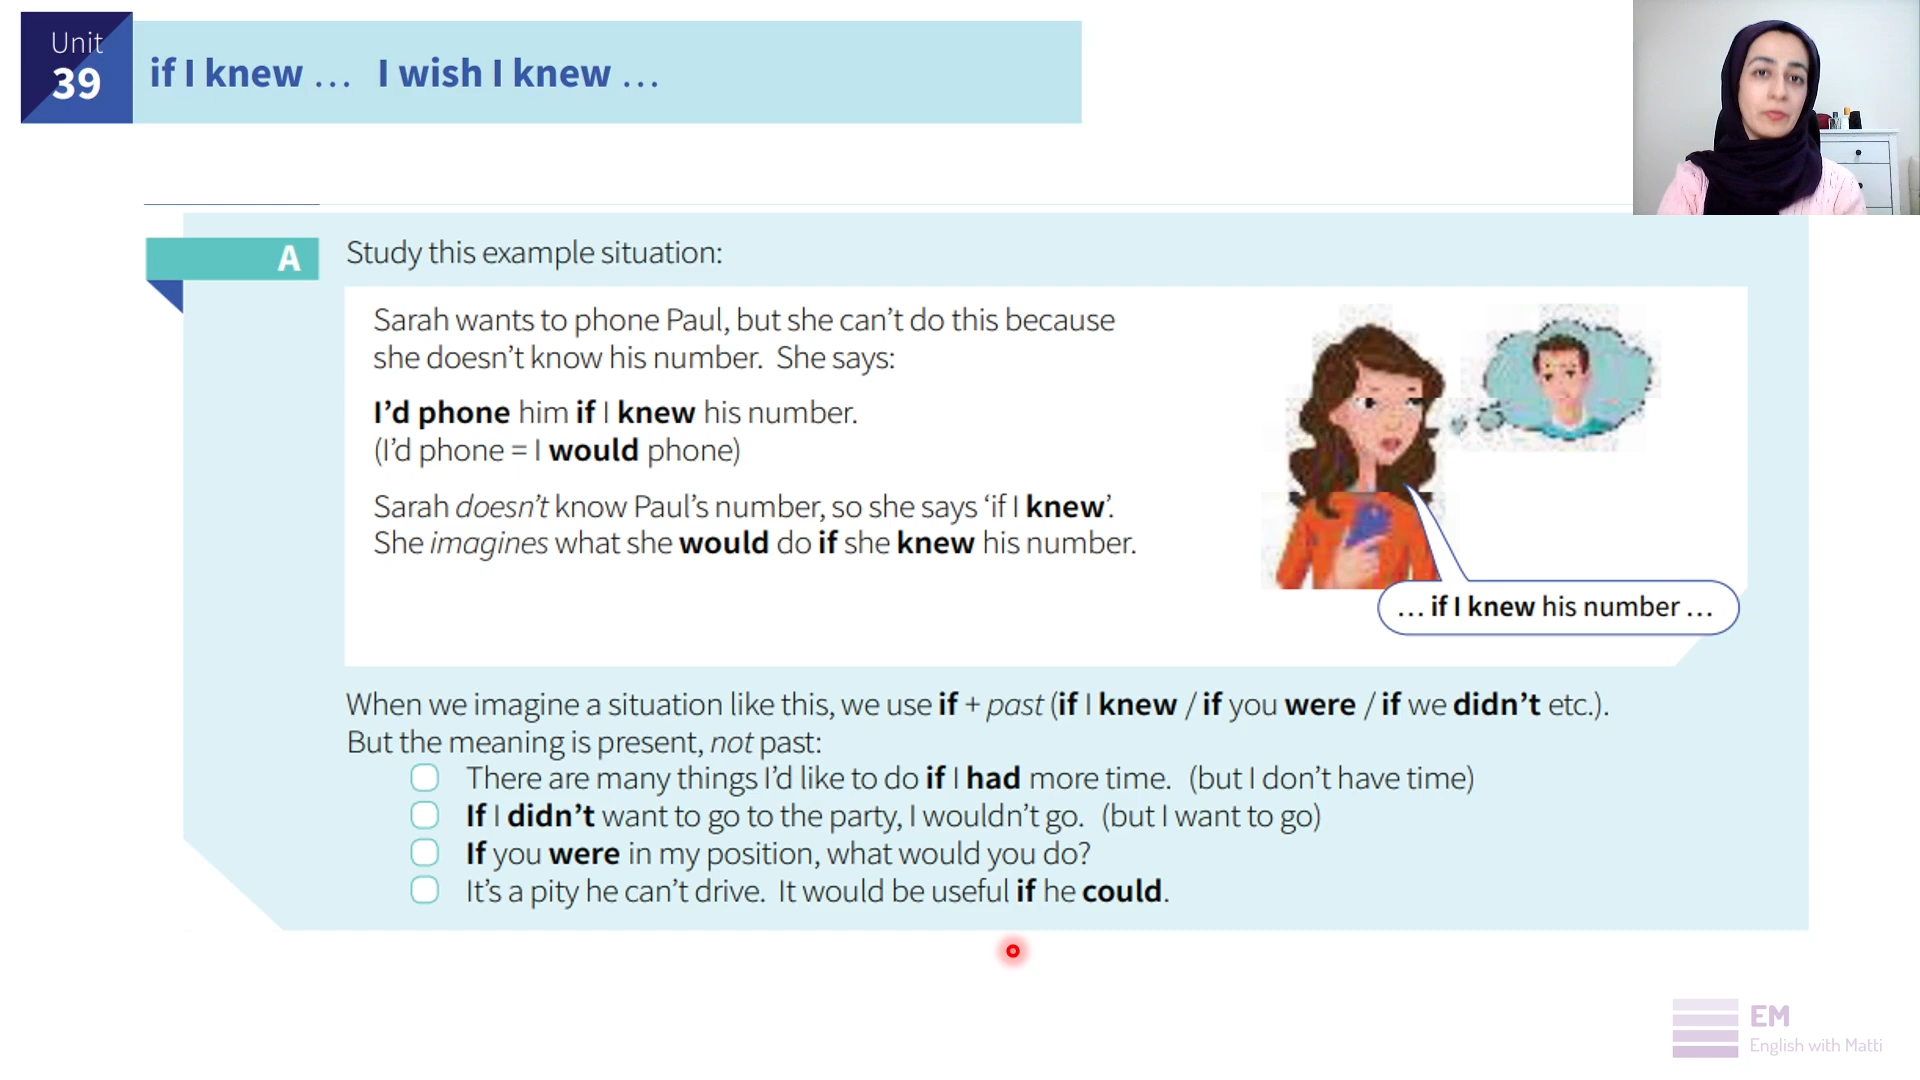 Unit
39
if I knew …   I wish I knew …
A
Study this example situation:
Sarah wants to phone Paul, but she can’t do this because
she doesn’t know his number.  She says:
I’d phone him if I knew his number.
(I’d phone = I would phone)
Sarah doesn’t know Paul’s number, so she says ‘if I knew’.
She imagines what she would do if she knew his number.
… if I knew his number …
When we imagine a situation like this, we use if + past (if I knew / if you were / if we didn’t etc.).
But the meaning is present, not past:
There are many things I’d like to do if I had more time.  (but I don’t have time)
If I didn’t want to go to the party, I wouldn’t go.  (but I want to go)
If you were in my position, what would you do?
It’s a pity he can’t drive.  It would be useful if he could.
EM
English with Matti